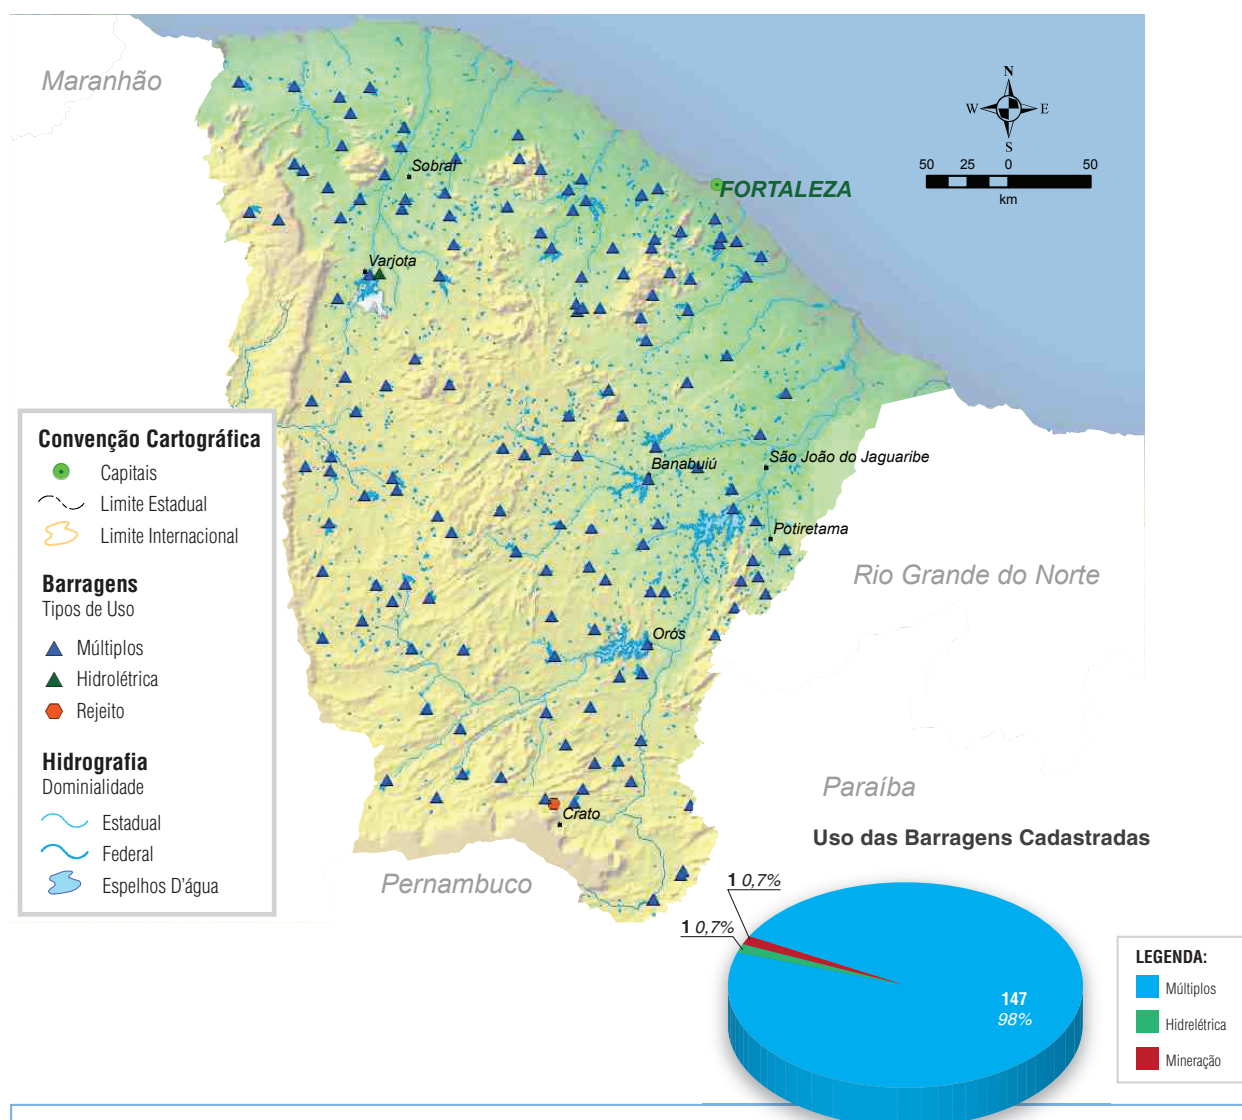 Maranhão
N
W
E
S
50 25 0 50
km
Sobral
FORTALEZA
Varjota
Convenção Cartográfica
Capitais
Limite Estadual
Limite Internacional
Barragens
Tipos de Uso
Múltiplos
Hidrolétrica
Rejeito
Hidrografia
Dominialidade
Estadual
Federal
Espelhos D'água
Banabuiú
São João do Jaguaribe
Potiretama
Rio Grande do Norte
Orós
Paraíba
Crato
Pernambuco
Uso das Barragens Cadastradas
1 0,7%
1 0,7%
147
98%
LEGENDA:
Múltiplos
Hidrelétrica
Mineração